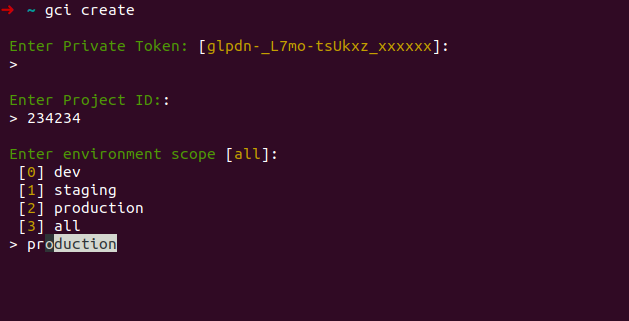 ➔ ~ gci create
Enter Private Token: [glpdn-_L7mo-tsUkxz_xxxxxx]:
>
Enter Project ID::
> 234234
Enter environment scope [all]:
[0] dev
[1] staging
[2] production
[3] all
> production